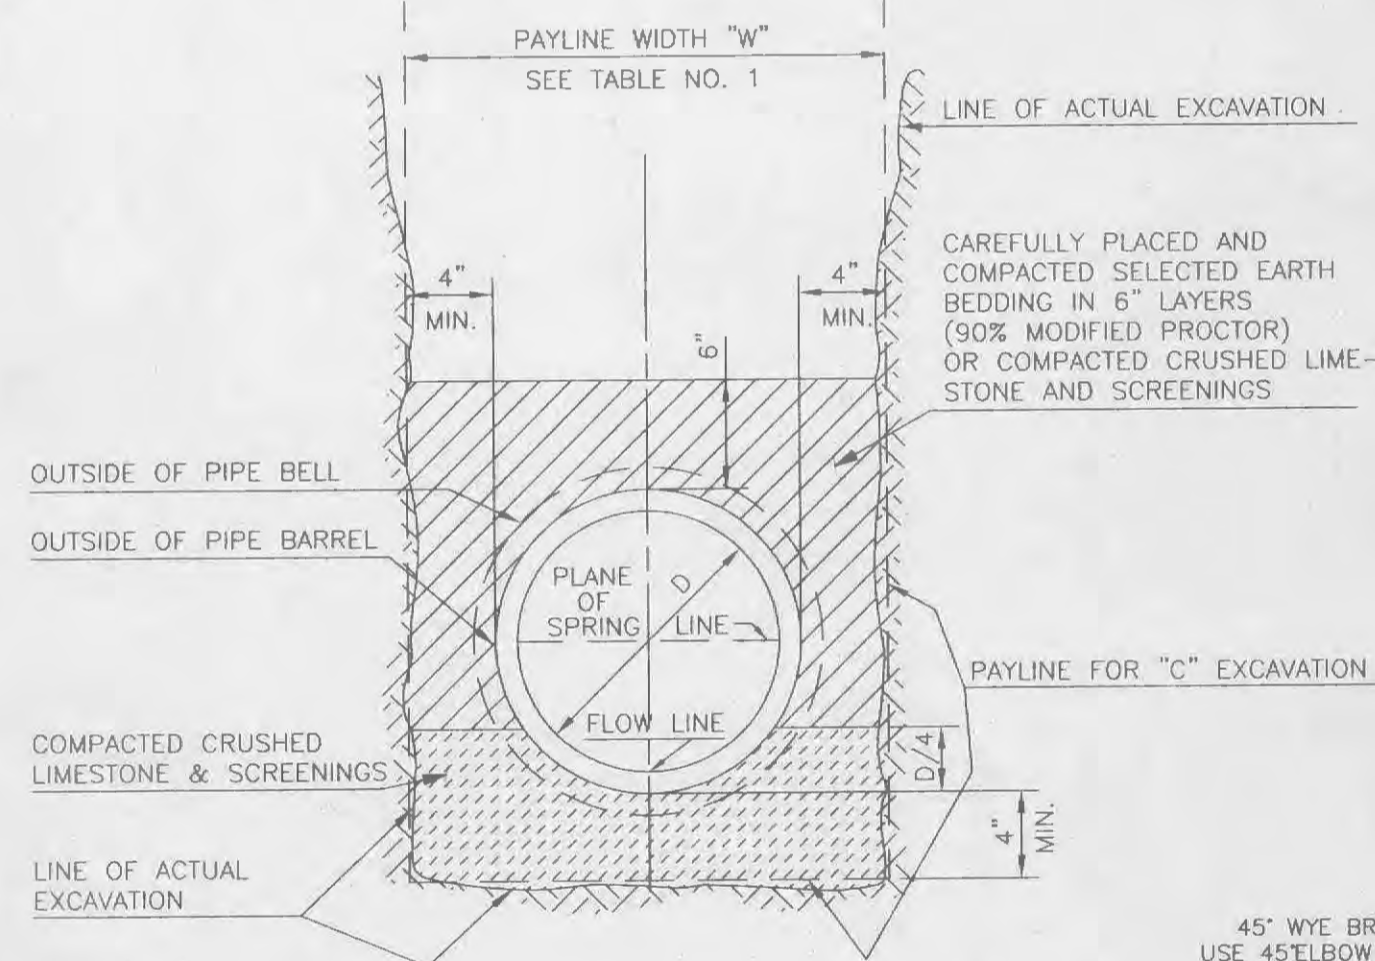 PAYLINE WIDTH "W"
SEE TABLE NO. 1
LINE OF ACTUAL EXCAVATION
4"
MIN.
4"
MIN.
6"
CAREFULLY PLACED AND
COMPACTED SELECTED EARTH
BEDDING IN 6" LAYERS
(90% MODIFIED PROCTOR)
OR COMPACTED CRUSHED LIME-
STONE AND SCREENINGS
OUTSIDE OF PIPE BELL
OUTSIDE OF PIPE BARREL
PLANE
OF
SPRING LINE
D
FLOW LINE
PAYLINE FOR "C" EXCAVATION
COMPACTED CRUSHED
LIMESTONE & SCREENINGS
D/4
4"
MIN.
LINE OF ACTUAL
EXCAVATION
45° WYE BR
USE 45°ELBOW